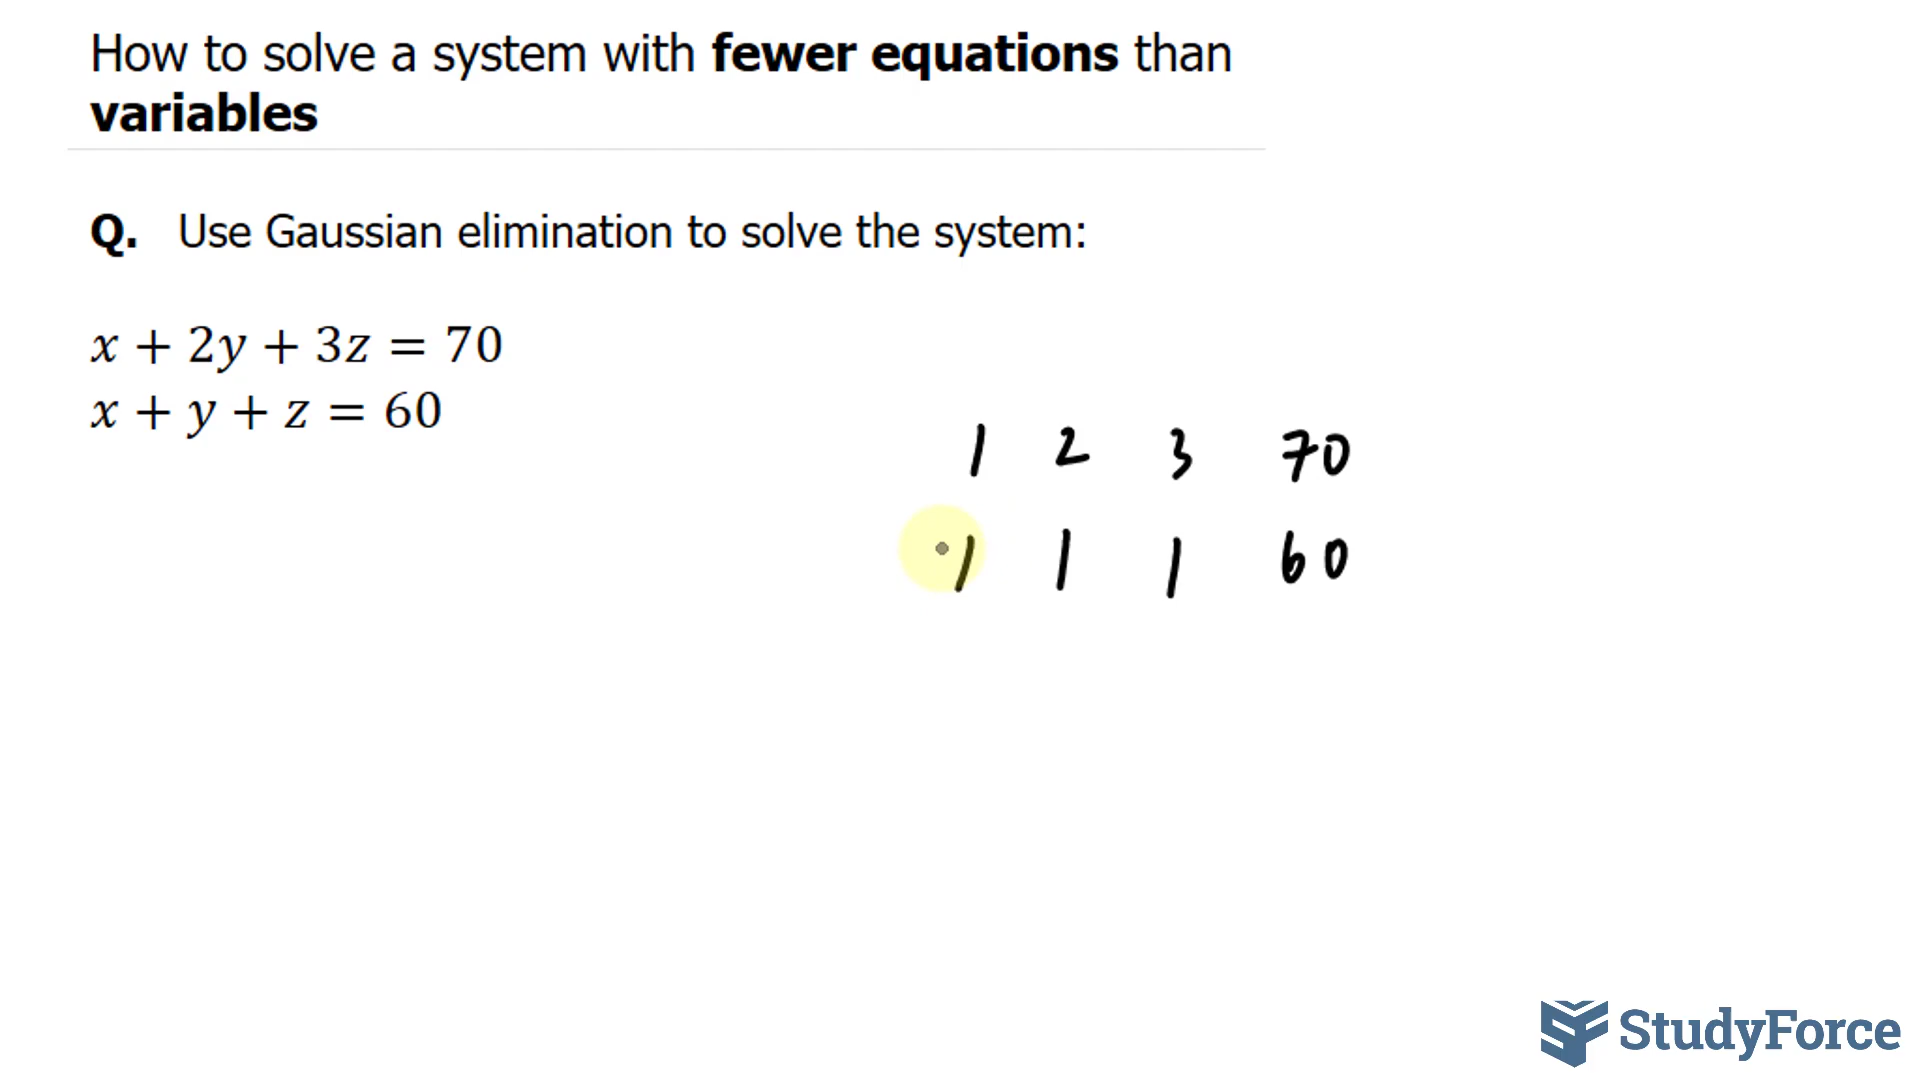 How to solve a system with fewer equations than
variables
Q. Use Gaussian elimination to solve the system:
x + 2y + 3z = 70
x + y + z = 60
1 2 3 70
1 1 1 60
StudyForce